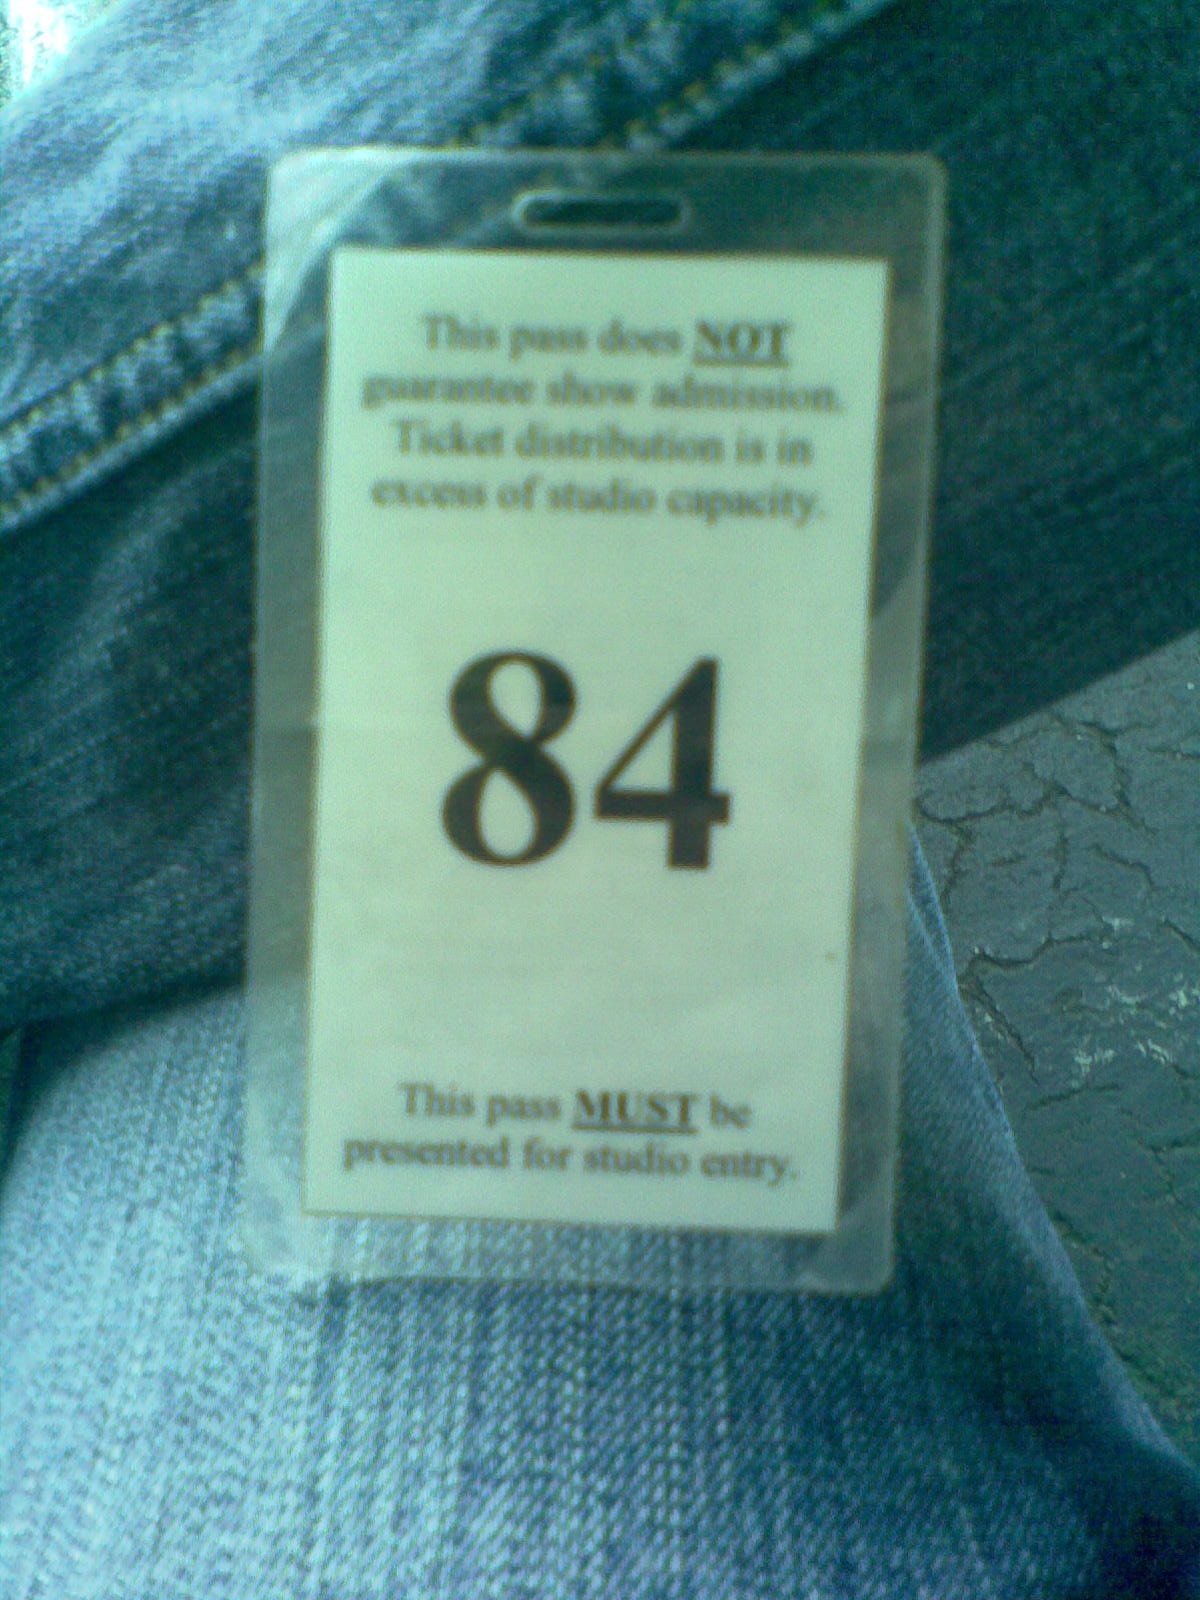 This pass does NOT
guarantee show admission.
Ticket distribution is in
excess of studio capacity.
84
This pass MUST be
presented for studio entry.